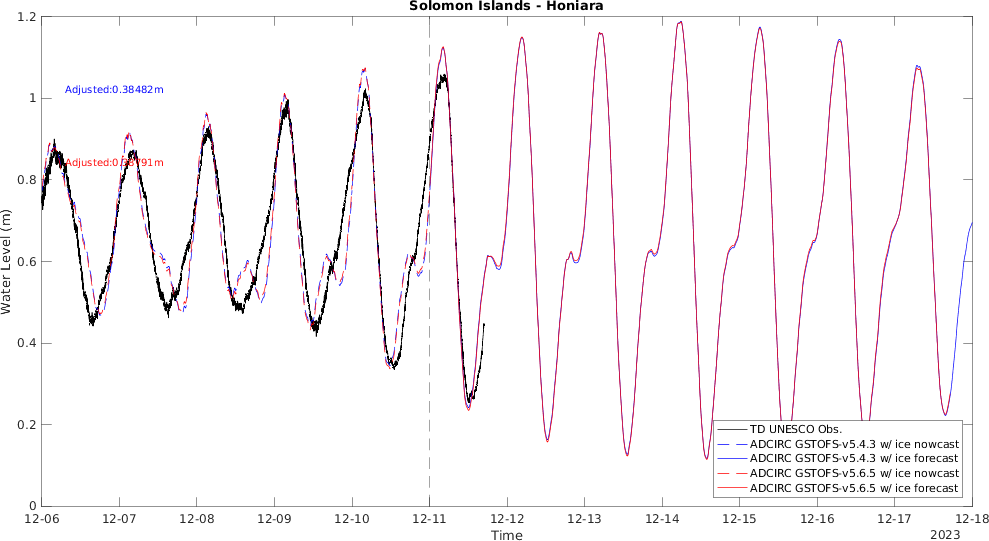 Solomon Islands - Honiara
1.2
1
0.8
0.6
0.4
0.2
0
Water Level (m)
Adjusted:0.38482m
TD UNESCO Obs.
ADCIRC GSTOFS-v5.4.3 w/ ice nowcast
ADCIRC GSTOFS-v5.4.3 w/ ice forecast
ADCIRC GSTOFS-v5.6.5 w/ ice nowcast
ADCIRC GSTOFS-v5.6.5 w/ ice forecast
12-06 12-07 12-08 12-09 12-10 12-11 12-12 12-13 12-14 12-15 12-16 12-17 12-18
Time
2023